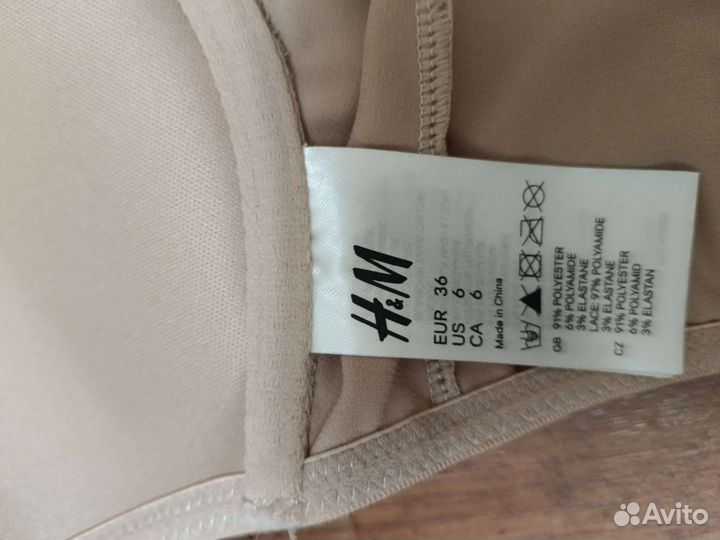 H&M
EUR 36
US 6
CA 6
Made in China
GB 91% POLYESTER
6% POLYAMIDE
3% ELASTANE
LACE: 97% POLYAMIDE
3% ELASTANE
CZ 91% POLYESTER
6% POLYAMID
3% ELASTAN
Avito